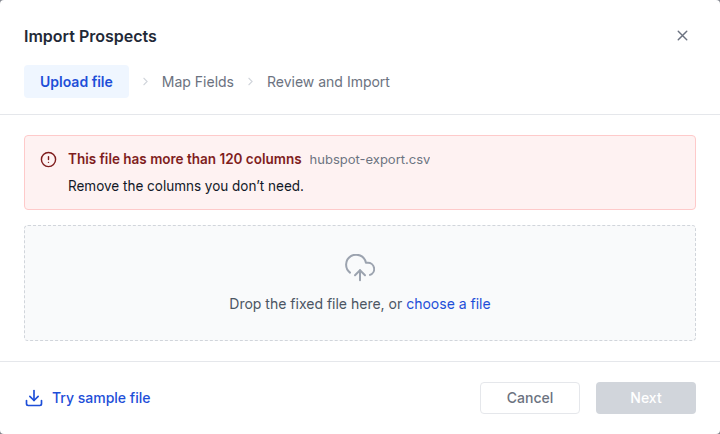 Import Prospects
Upload file
Map Fields
Review and Import
This file has more than 120 columns hubspot-export.csv
Remove the columns you don’t need.
Drop the fixed file here, or choose a file
Try sample file
Cancel
Next